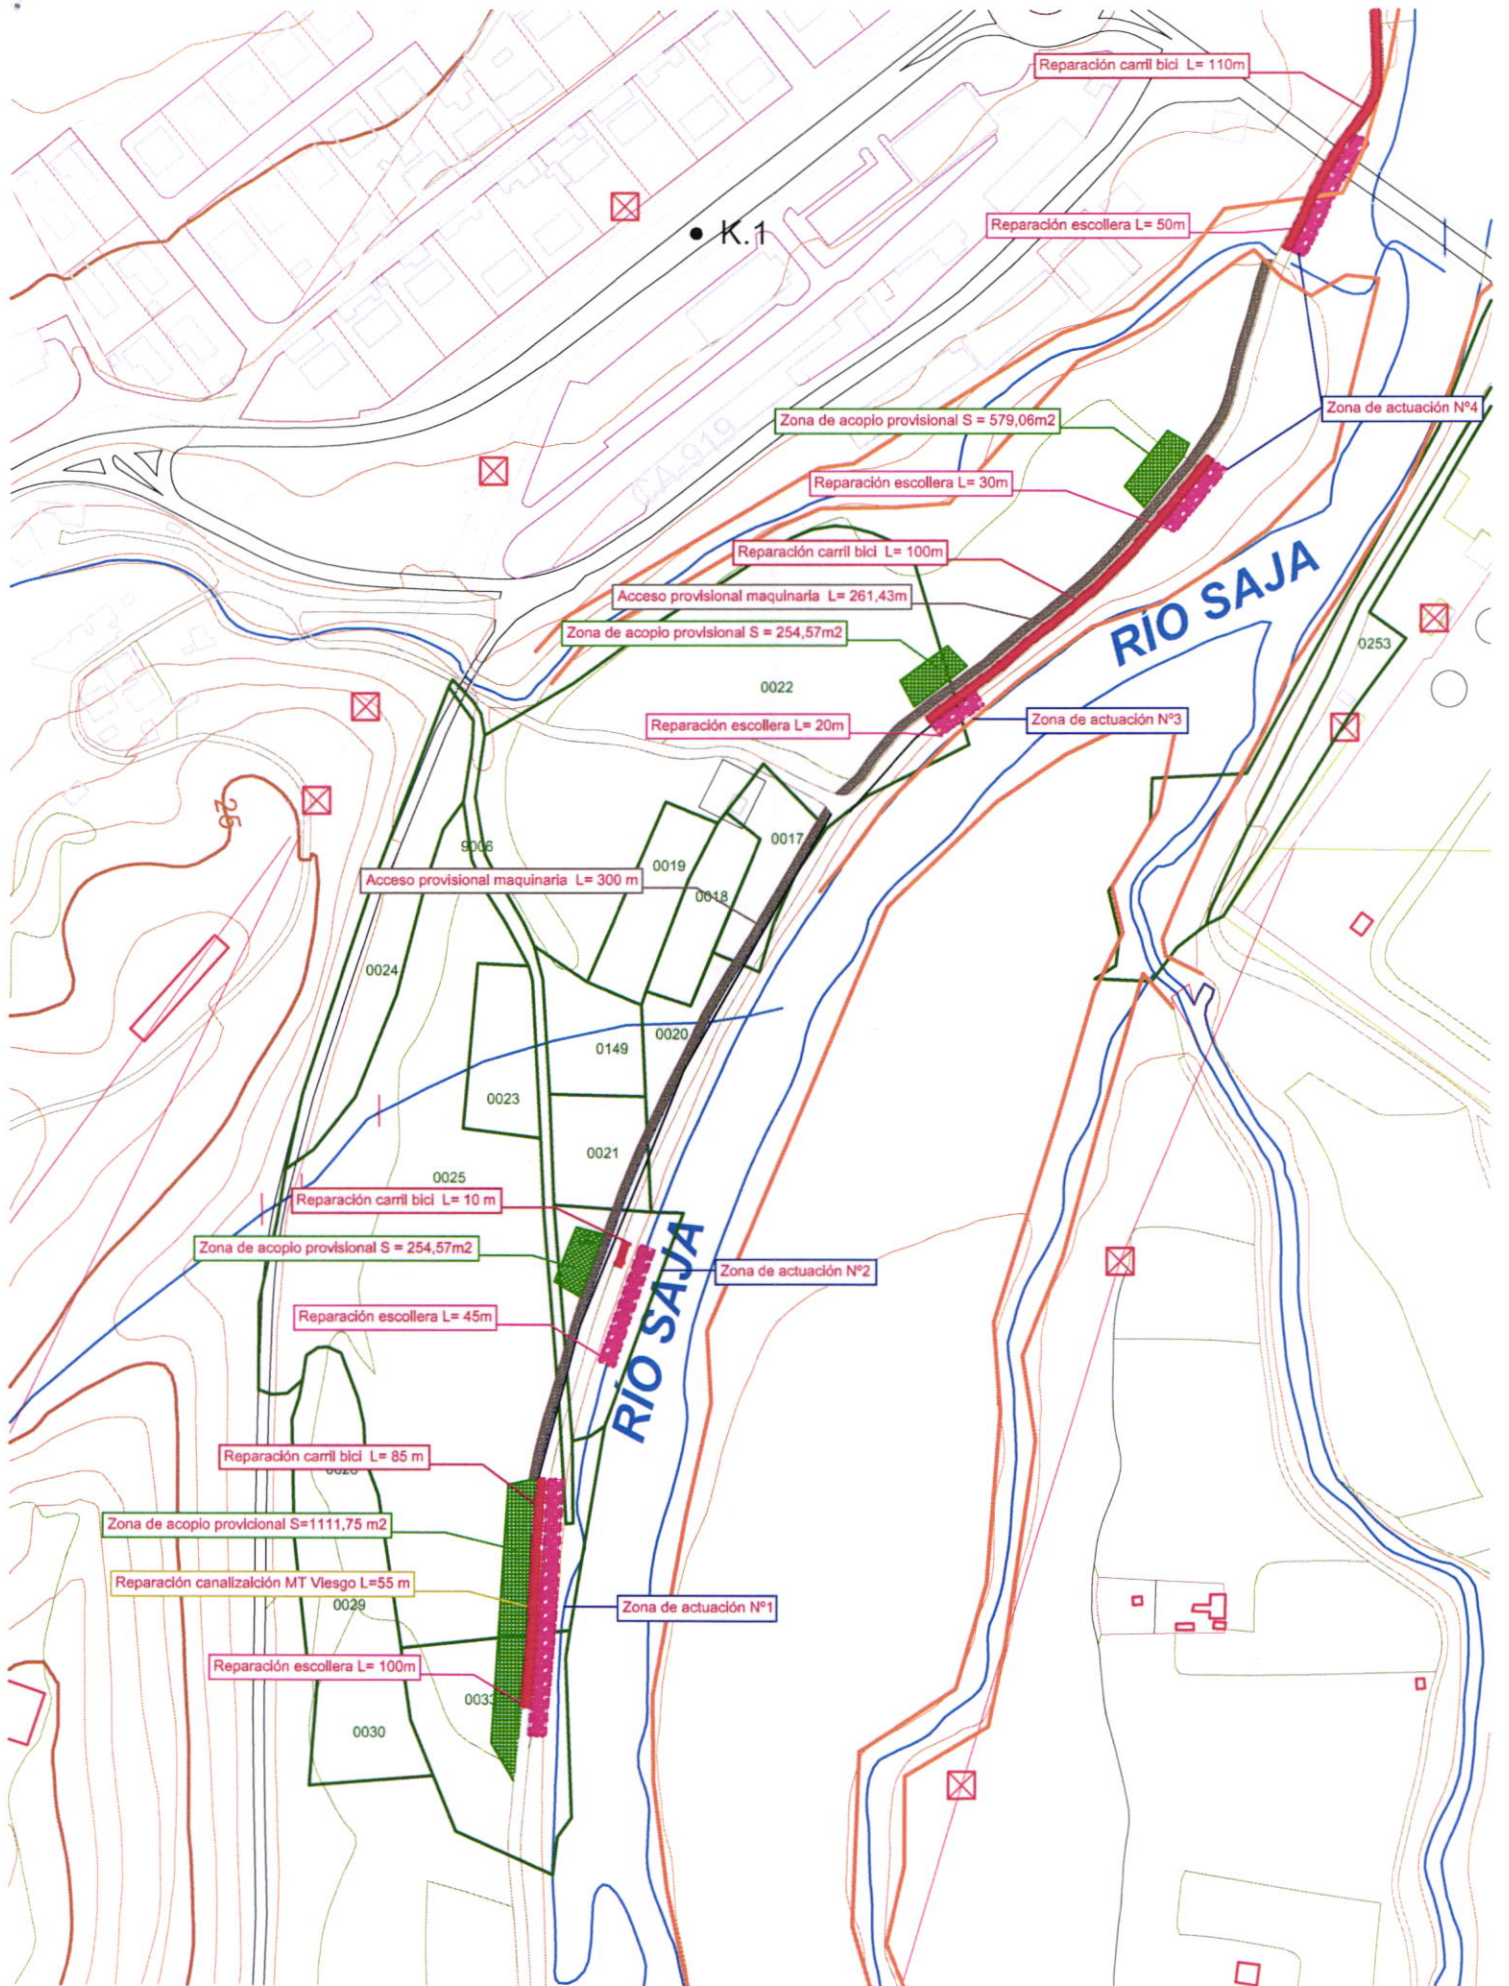 Reparación carril bici L= 110m
K.1
Reparación escollera L= 50m
Zona de actuación Nº4
Zona de acopio provisional S = 579,06m2
CA-919
Reparación escollera L= 30m
Reparación carril bici L= 100m
RÍO SAJA
Acceso provisional maquinaria L= 261,43m
Zona de acopio provisional S = 254,57m2
0253
0022
Reparación escollera L= 20m
Zona de actuación Nº3
26
9006
0017
0019
Acceso provisional maquinaria L= 300 m
0018
0024
0020
0149
0023
0021
0025
Reparación carril bici L= 10 m
Zona de acopio provisional S = 254,57m2
Zona de actuación Nº2
RÍO SAJA
Reparación escollera L= 45m
Reparación carril bici L= 85 m
Zona de acopio provicional S=1111,75 m2
Reparación canalizaición MT Viesgo L=55 m
0029
Zona de actuación Nº1
Reparación escollera L= 100m
0033
0030